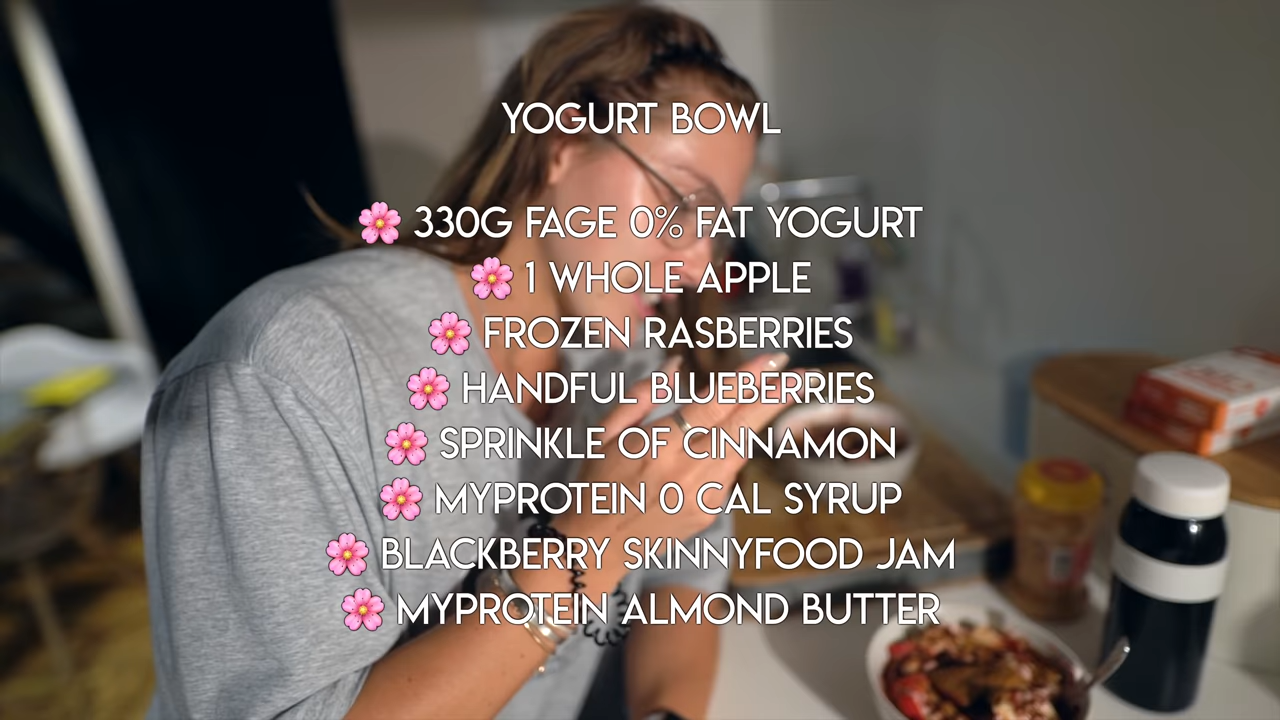 YOGURT BOWL
🌸 330G FAGE 0% FAT YOGURT
🌸 1 WHOLE APPLE
🌸 FROZEN RASBERRIES
🌸 HANDFUL BLUEBERRIES
🌸 SPRINKLE OF CINNAMON
🌸 MYPROTEIN 0 CAL SYRUP
🌸 BLACKBERRY SKINNYFOOD JAM
🌸 MYPROTEIN ALMOND BUTTER